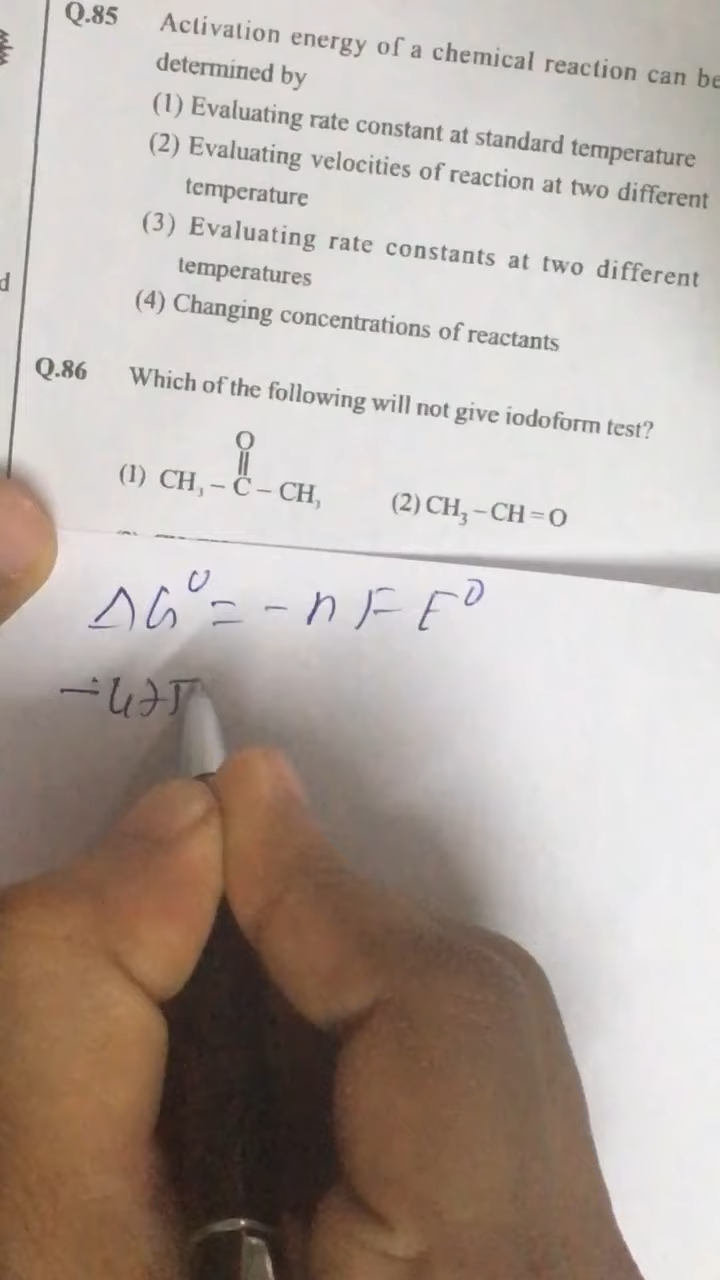 Q.85 Activation energy of a chemical reaction can be
determined by
(1) Evaluating rate constant at standard temperature
(2) Evaluating velocities of reaction at two different
temperature
(3) Evaluating rate constants at two different
temperatures
(4) Changing concentrations of reactants
d
Q.86 Which of the following will not give iodoform test?
O
||
(1) CH₃ – C – CH₃ (2) CH₃ – CH = O
ΔG⁰ = - n F E⁰